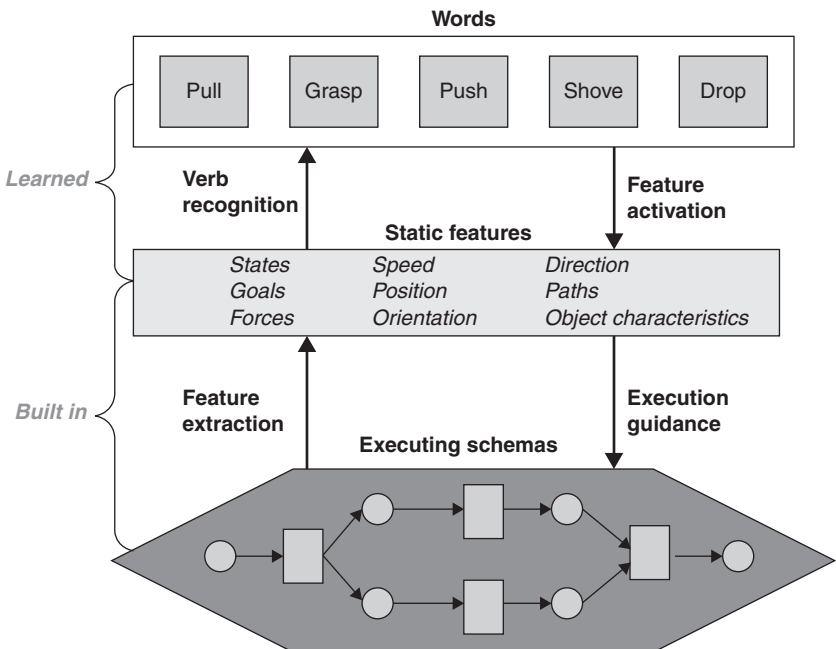 Words
Pull Grasp Push Shove Drop
Learned
Verb
recognition
Feature
activation
Static features
States Speed Direction
Goals Position Paths
Forces Orientation Object characteristics
Built in
Feature
extraction
Execution
guidance
Executing schemas